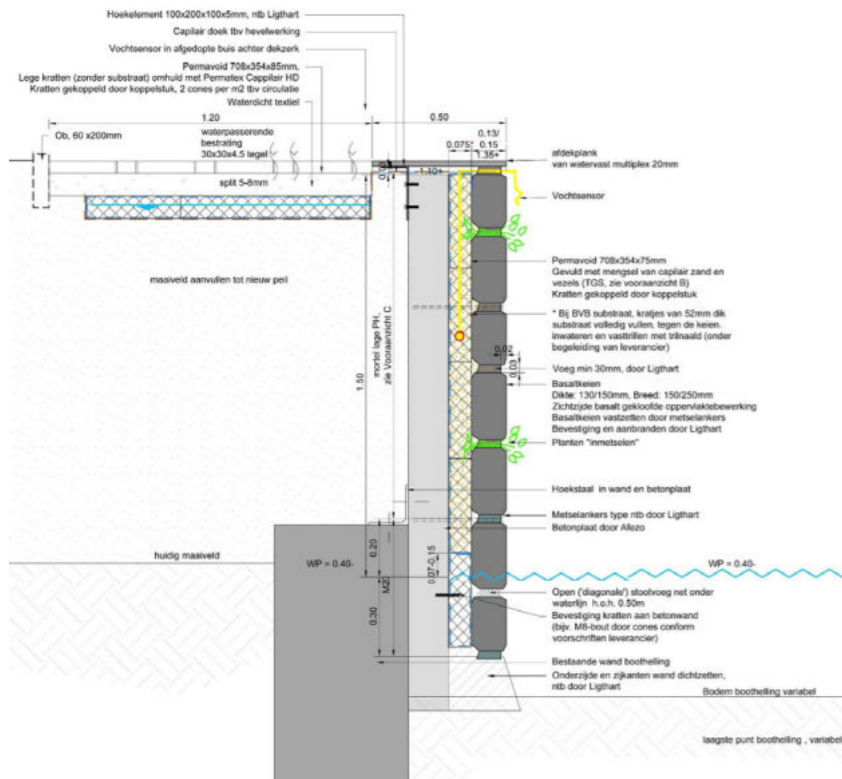 Hoekelement 100x200x100x5mm, ntb Ligthart
Capilair doek tbv hevelwerking
Vochtsensor in afgedopte buis achter dekzerk
Permavoid 708x354x85mm,
Lege kratten (zonder substraat) omhuld met Permatex Cappilair HD
Kratten gekoppeld door koppelstuk, 2 cones per m2 tbv circulatie
Waterdicht textiel
1.20
0.50
Ob, 60 x200mm
waterpasserende
bestrating
30x30x4.5 tegel
0.075*
0.13/
0.15
1.35+
1.10+
afdekplank
van watervast multiplex 20mm
split 5-8mm
Vochtsensor
maaiveld aanvullen tot nieuw peil
Permavoid 708x354x75mm
Gevuld met mengsel van capilair zand en
vezels (TGS, zie vooraanzicht B)
Kratten gekoppeld door koppelstuk
* Bij BVB substraat, kratjes van 52mm dik
substraat volledig vullen, tegen de keien.
inwateren en vasttrillen met trilnaald (onder
begeleiding van leverancier)
mortel lage PH,
zie Vooraanzicht C
1.50
0.02
0.03
Voeg min 30mm, door Ligthart
Basaltkeien
Dikte: 130/150mm, Breed: 150/250mm
Zichtzijde basalt gekloofde oppervlaktebewerking
Basaltkeien vastzetten door metselankers
Bevestiging en aanbranden door Ligthart
Planten "inmetselen"
Hoekstaal in wand en betonplaat
Metselankers type ntb door Ligthart
Betonplaat door Afezo
huidig maaiveld
WP = 0.40-
0.20
M20
0.07-0.15
WP = 0.40-
0.30
Open ('diagonale') stootvoeg net onder
waterlijn h.o.h. 0.50m
Bevestiging kratten aan betonwand
(bijv. M8-bout door cones conform
voorschriften leverancier)
Bestaande wand boothelling
Onderzijde en zijkanten wand dichtzetten,
ntb door Ligthart
Bodem boothelling variabel
laagste punt boothelling , variabel